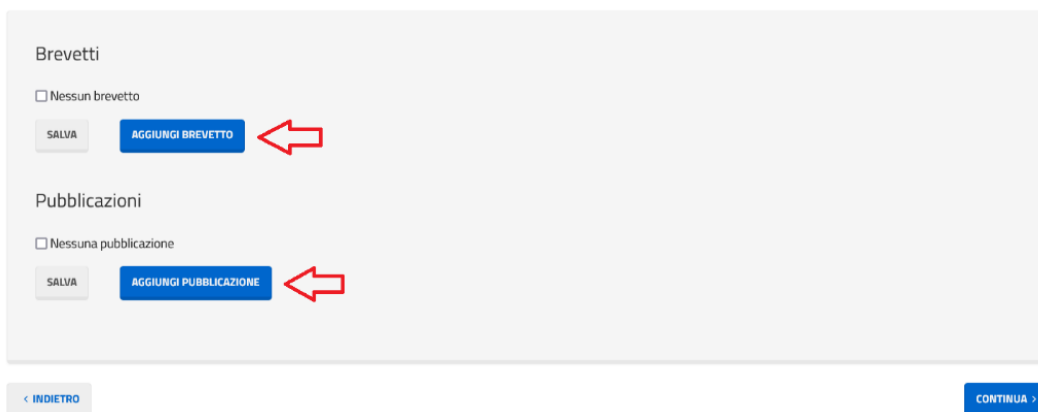 Brevetti
Nessun brevetto
SALVA AGGIUNGI BREVETTO
Pubblicazioni
Nessuna pubblicazione
SALVA AGGIUNGI PUBBLICAZIONE
< INDIETRO CONTINUA >